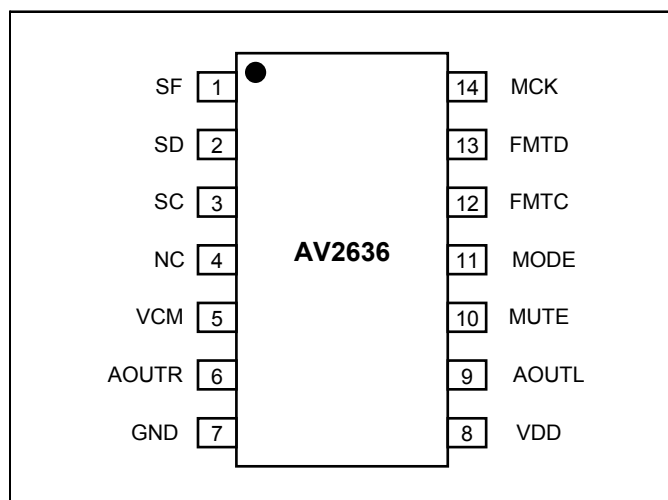 SF 1 14 MCK
SD 2 13 FMTD
SC 3 12 FMTC
NC 4 AV2636 11 MODE
VCM 5 10 MUTE
AOUTR 6 9 AOUTL
GND 7 8 VDD